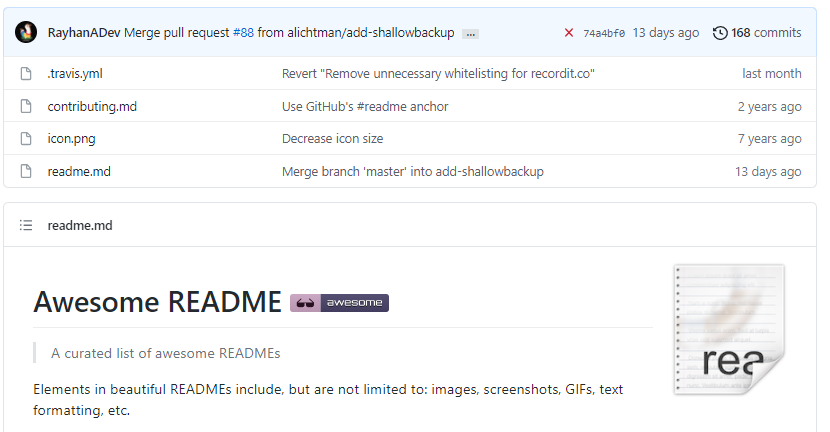 RayhanADev Merge pull request #88 from alichtman/add-shallowbackup ... 74a4bf0 13 days ago 168 commits
.travis.yml Revert "Remove unnecessary whitelisting for recordit.co" last month
contributing.md Use GitHub's #readme anchor 2 years ago
icon.png Decrease icon size 7 years ago
readme.md Merge branch 'master' into add-shallowbackup 13 days ago
readme.md
Awesome README awesome
A curated list of awesome READMEs
Elements in beautiful READMEs include, but are not limited to: images, screenshots, GIFs, text
formatting, etc.
rea